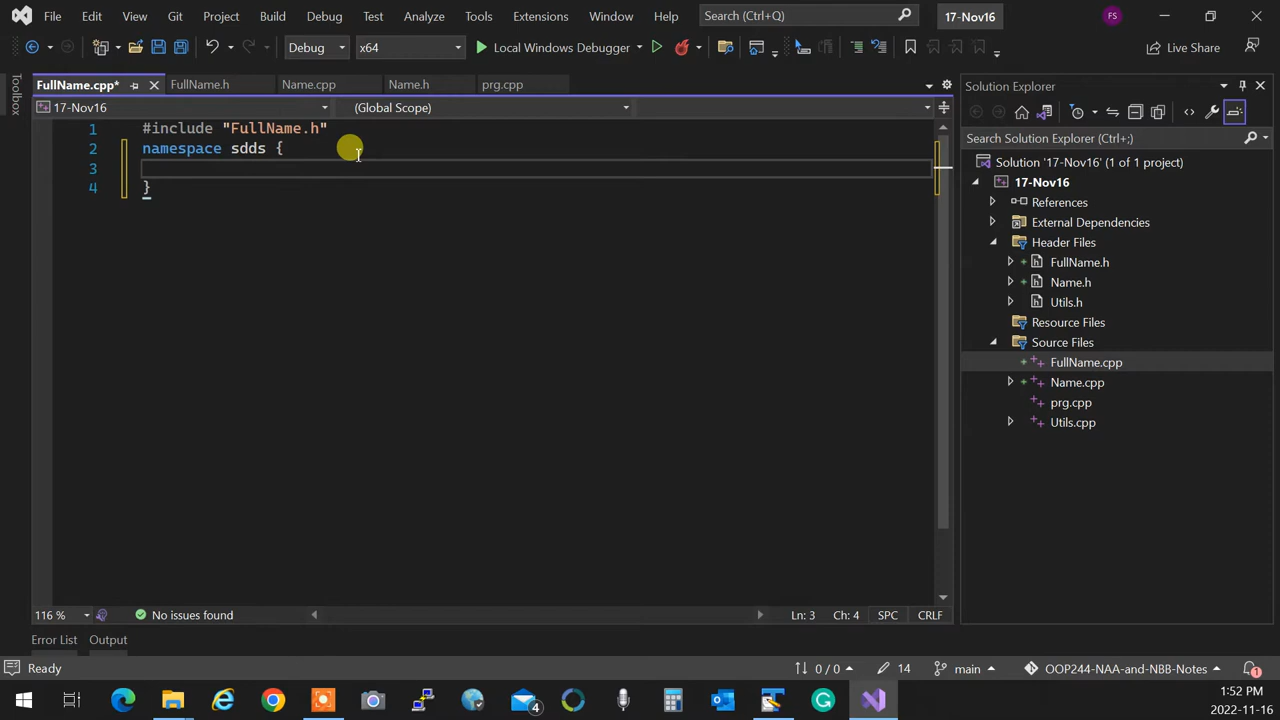 File Edit View Git Project Build Debug Test Analyze Tools Extensions Window Help Search (Ctrl+Q) 17-Nov16 FS
Debug x64 Local Windows Debugger Live Share
Toolbox
FullName.cpp* FullName.h Name.cpp Name.h prg.cpp
17-Nov16 (Global Scope)
1 #include "FullName.h"
2 namespace sdds {
3
4 }
Solution Explorer
Search Solution Explorer (Ctrl+;)
Solution '17-Nov16' (1 of 1 project)
17-Nov16
References
External Dependencies
Header Files
FullName.h
Name.h
Utils.h
Resource Files
Source Files
FullName.cpp
Name.cpp
prg.cpp
Utils.cpp
116 % No issues found Ln: 3 Ch: 4 SPC CRLF
Error List Output
Ready 0 / 0 14 main OOP244-NAA-and-NBB-Notes 1
4
1:52 PM
2022-11-16